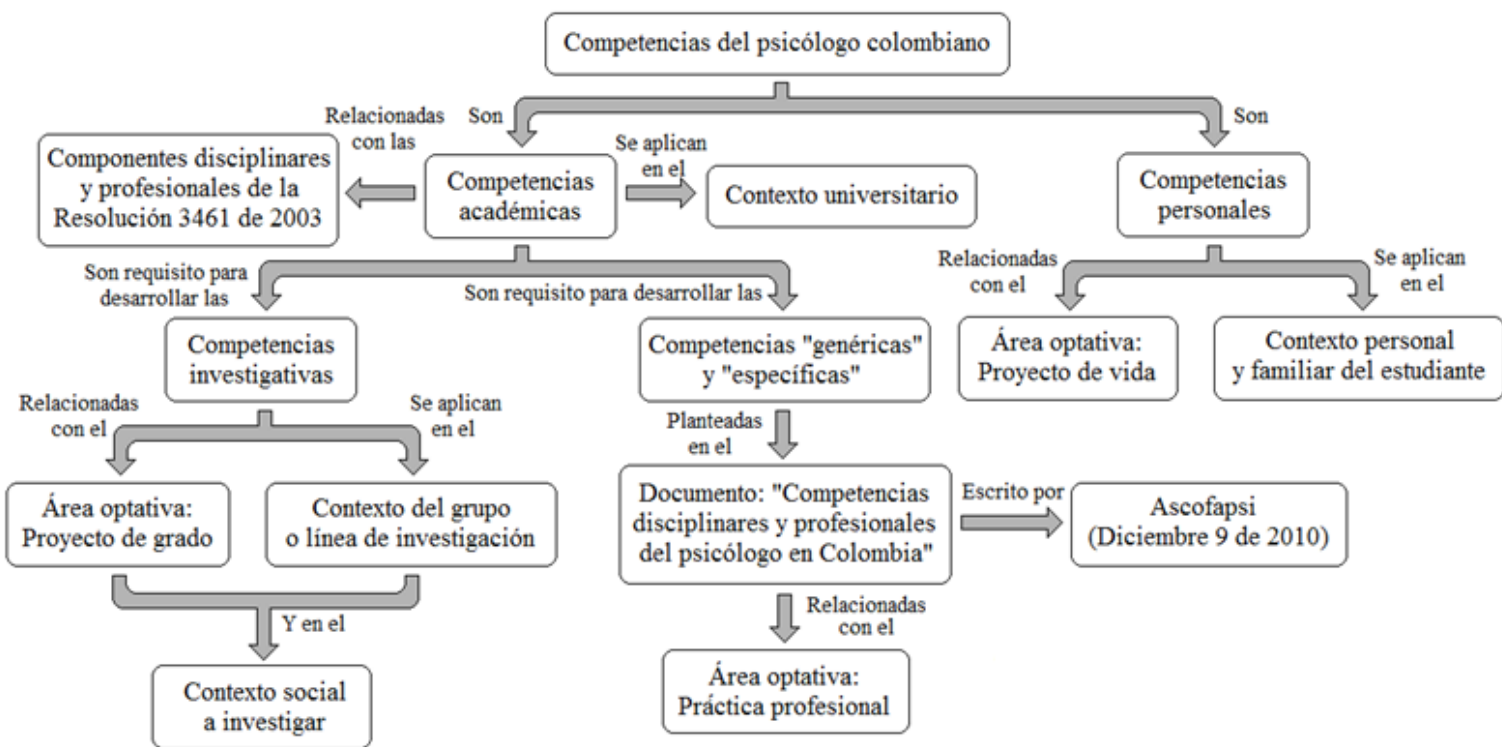 Competencias del psicólogo colombiano
Relacionadas
con las
Son
Se aplican
en el
Son
Componentes disciplinares
y profesionales de la
Resolución 3461 de 2003
Competencias
académicas
Contexto universitario
Competencias
personales
Son requisito para
desarrollar las
Son requisito para desarrollar las
Relacionadas
con el
Se aplican
en el
Competencias
investigativas
Competencias "genéricas"
y "específicas"
Área optativa:
Proyecto de vida
Contexto personal
y familiar del estudiante
Relacionadas
con el
Se aplican
en el
Planteadas
en el
Área optativa:
Proyecto de grado
Contexto del grupo
o línea de investigación
Documento: "Competencias
disciplinares y profesionales
del psicólogo en Colombia"
Escrito por
Ascofapsi
(Diciembre 9 de 2010)
Y en el
Relacionadas
con el
Contexto social
a investigar
Área optativa:
Práctica profesional